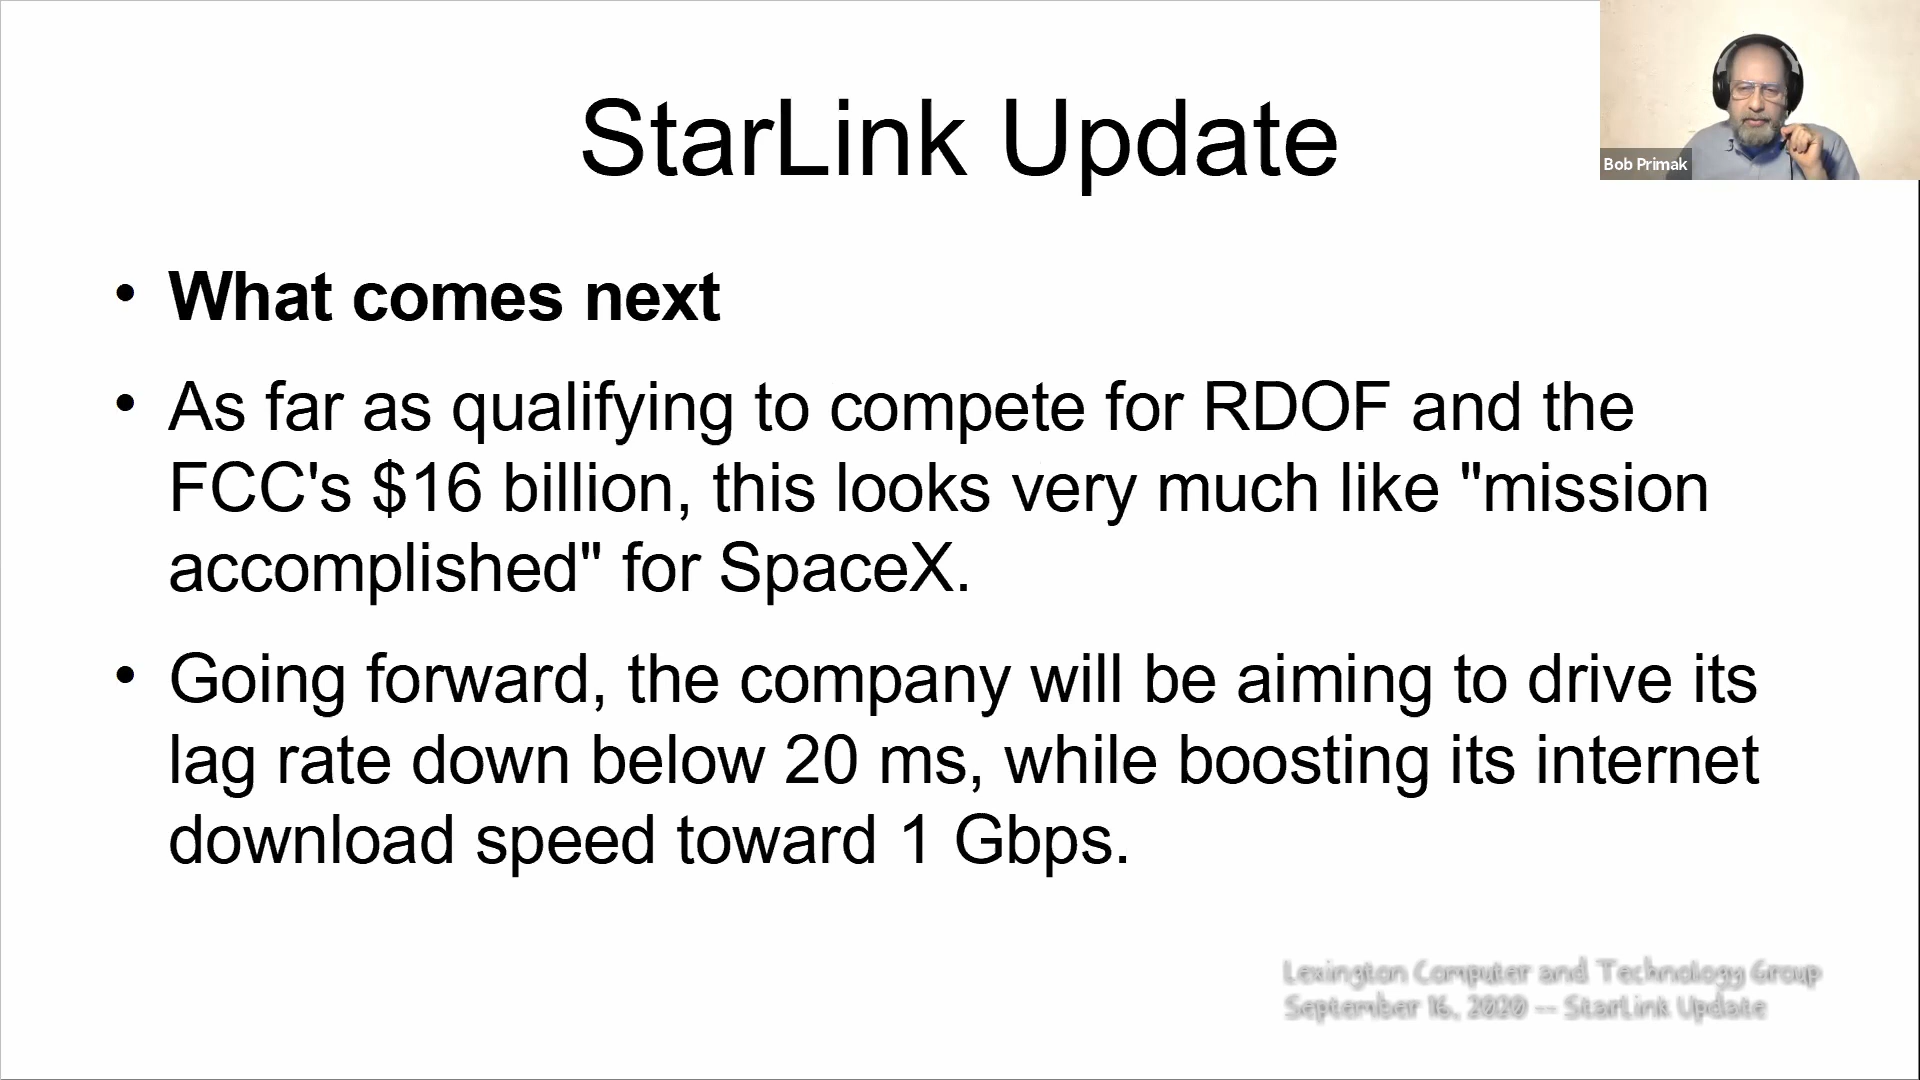 StarLink Update
Bob Primak
• What comes next
• As far as qualifying to compete for RDOF and the
FCC's $16 billion, this looks very much like "mission
accomplished" for SpaceX.
• Going forward, the company will be aiming to drive its
lag rate down below 20 ms, while boosting its internet
download speed toward 1 Gbps.
Lexington Computer and Technology Group
September 16, 2020 -- StarLink Update